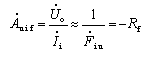 Ȧuif = U̇o / İi ≈ 1 / Ḟiu = −Rf